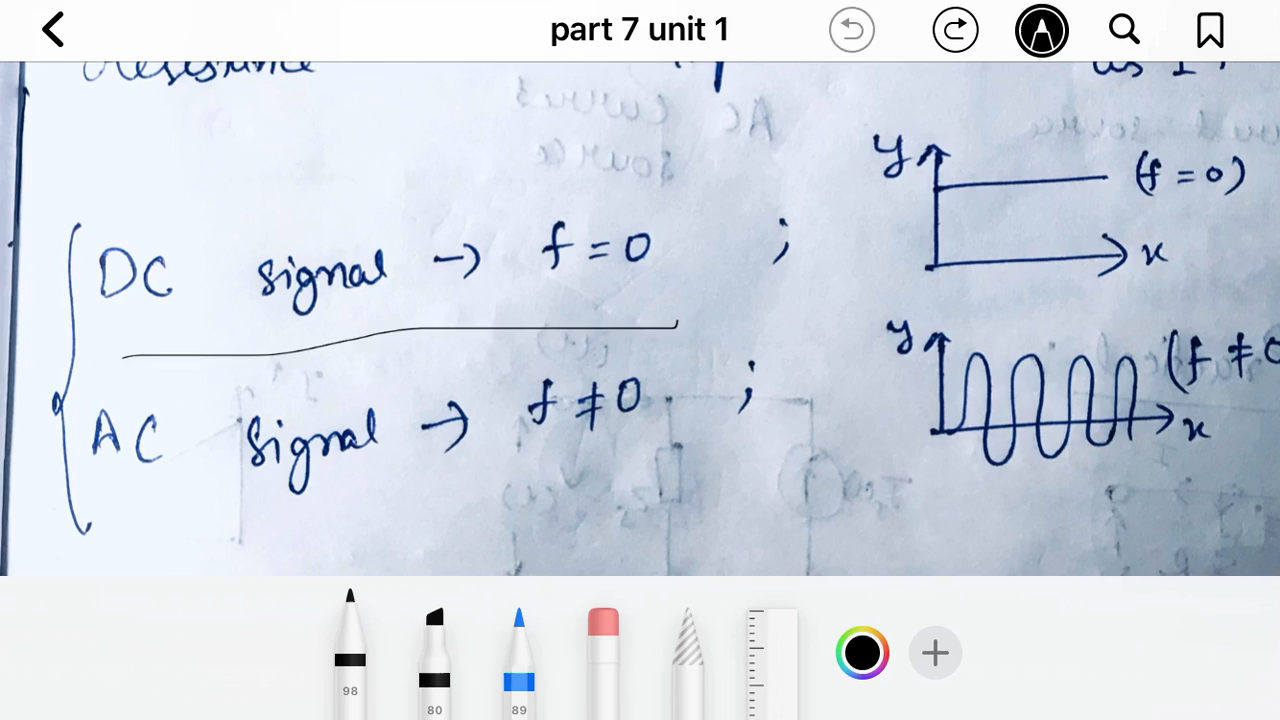 part 7 unit 1
y
(f = 0)
x
DC signal → f = 0 ;
y
(f ≠ 0
x
AC signal → f ≠ 0 ;
98
80
89